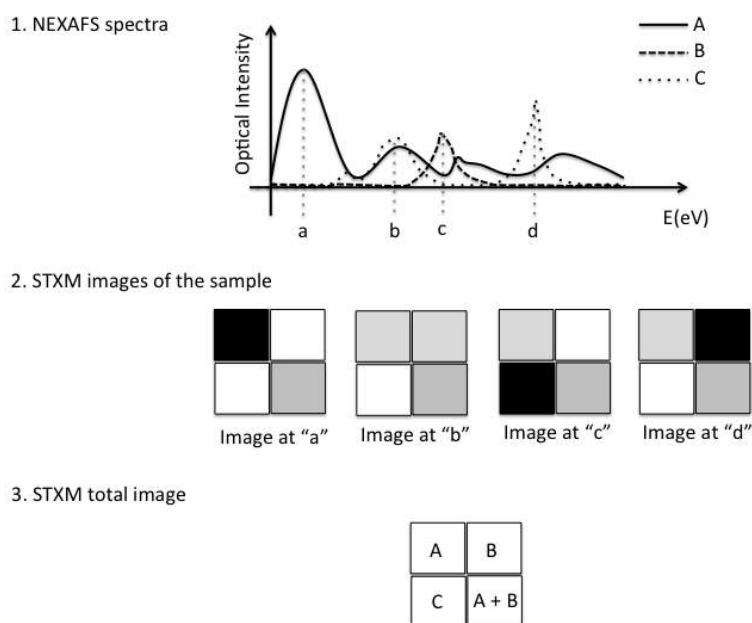 1. NEXAFS spectra
Optical Intensity
A
B
C
a
b
c
d
E(eV)
2. STXM images of the sample
Image at “a”
Image at “b”
Image at “c”
Image at “d”
3. STXM total image
A
B
C
A + B